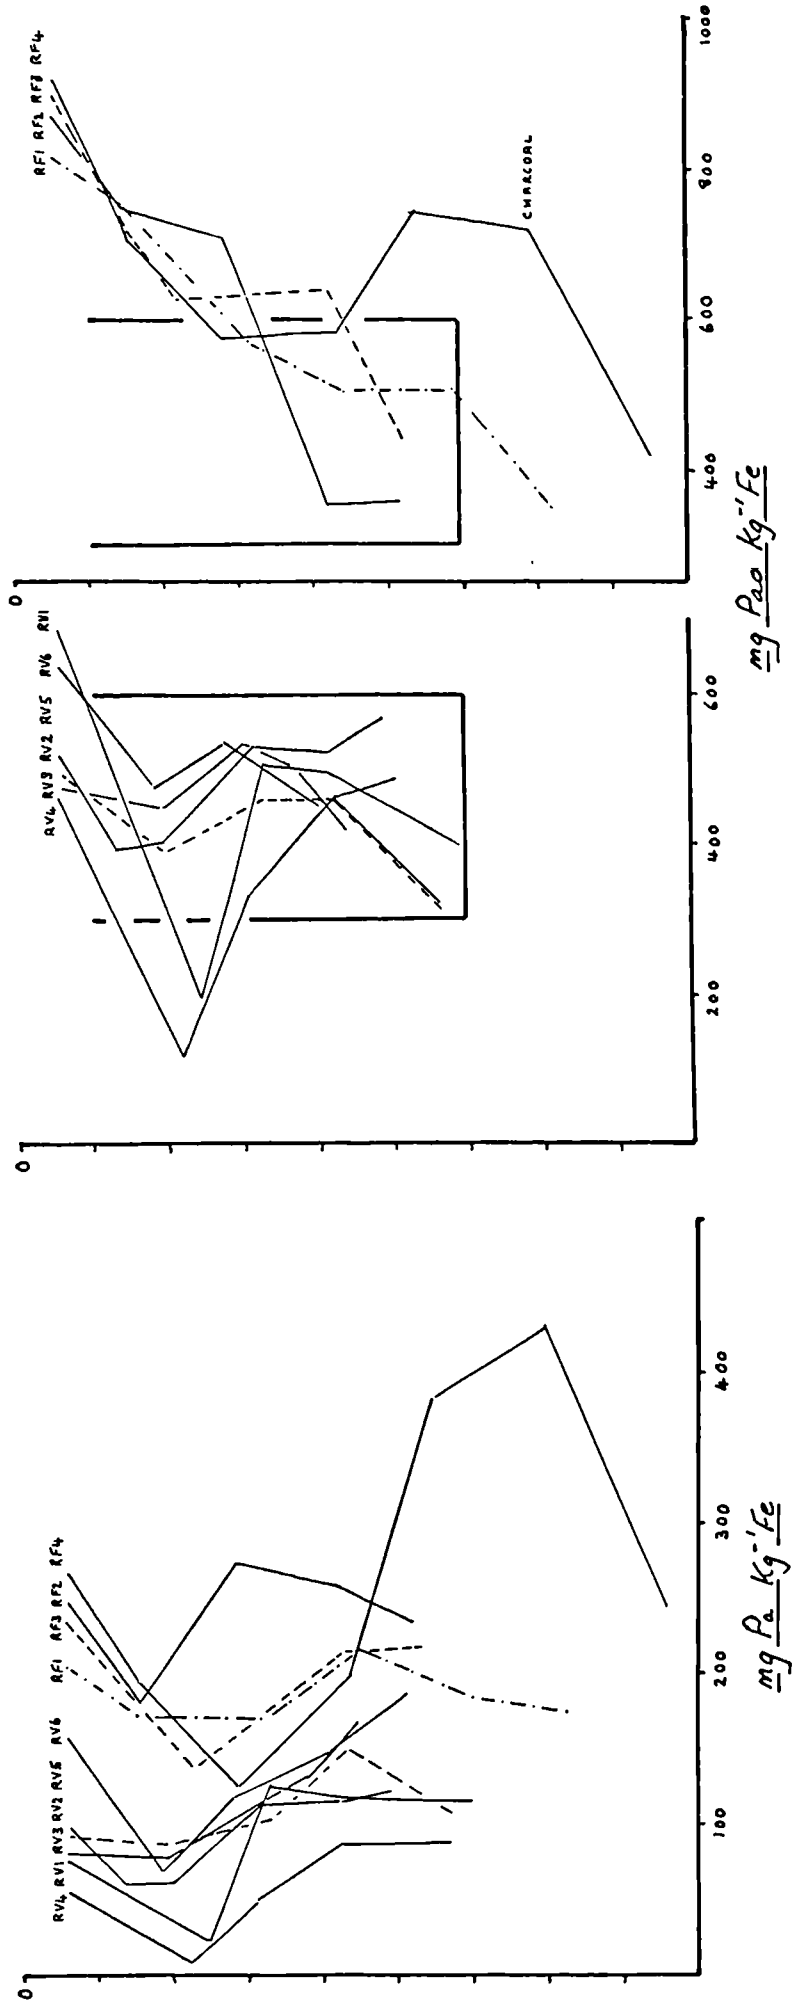 0
RV4 RV1 RV3 RV2 RV5 RV6 RF1 RF3 RF2 RF4
100 200 300 400
mg Pa Kg⁻¹Fe
0
RV4 RV3 RV2 RV5 RV6 RV1
200 400 600
0
RF1 RF2 RF3 RF4
CHARCOAL
400 600 800 1000
mg Pao Kg⁻¹Fe